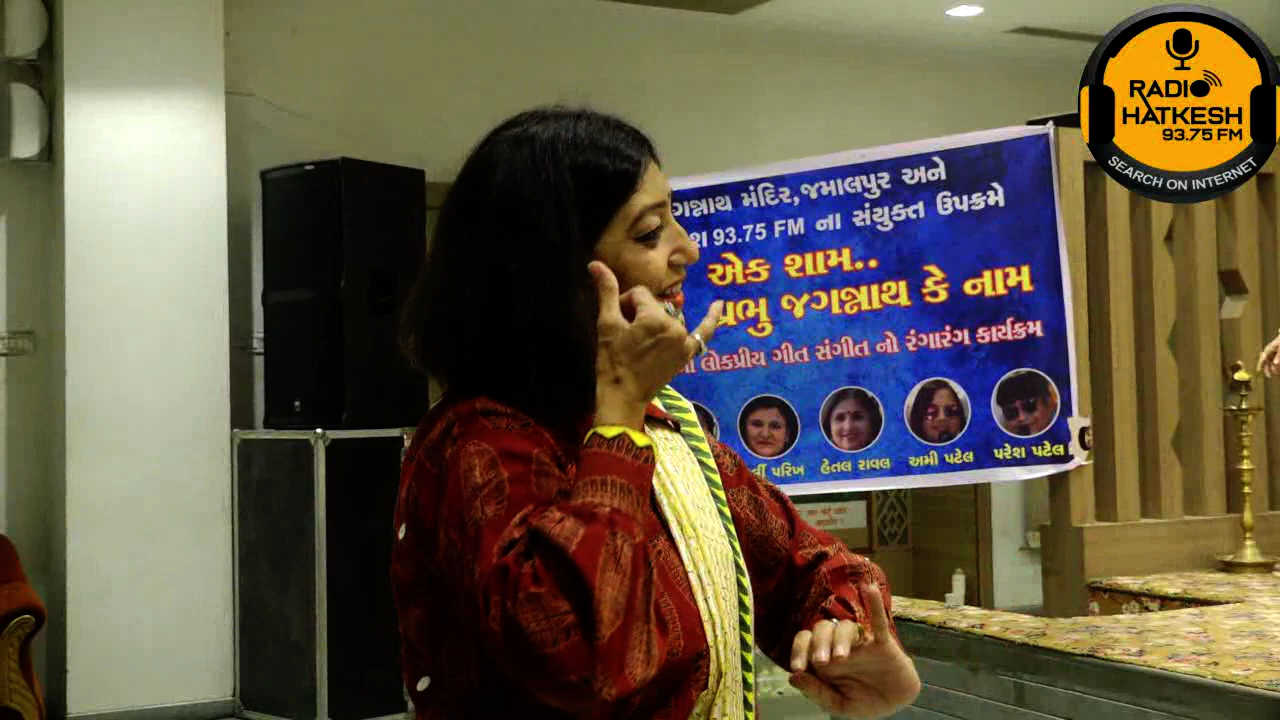 RADIO
HATKESH
93.75 FM
SEARCH ON INTERNET
મંદિર,જમાલપુર અને
93.75 FM ના સંયુક્ત ઉપક્રમે
એક શામ..
પ્રભુ જગન્નાથ કે નામ
લોકપ્રીય ગીત સંગીત નો રંગારંગ કાર્યક્રમ
પરિખ
હેતલ રાવલ
અમી પટેલ
પરેશ પટેલ